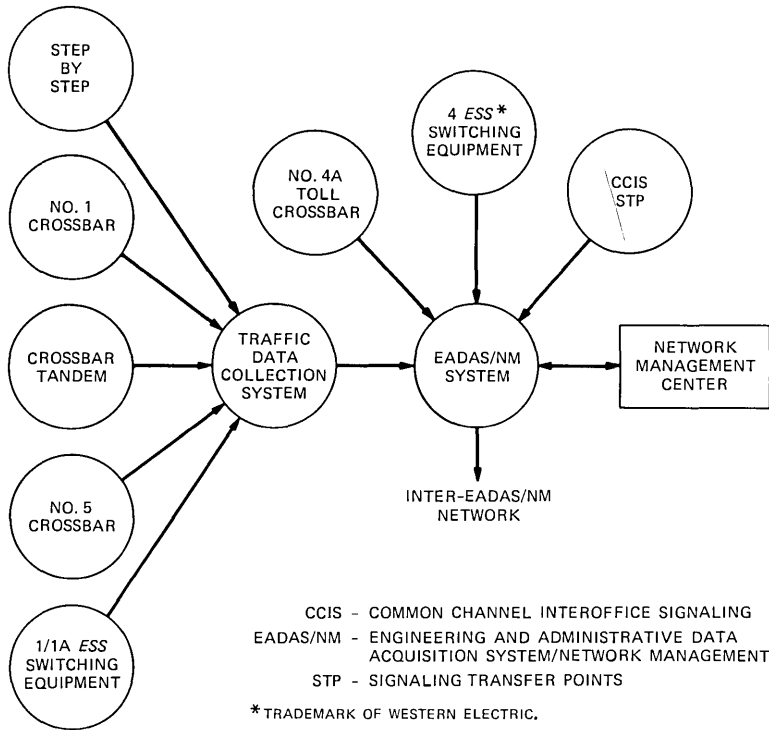 STEP
BY
STEP
NO. 1
CROSSBAR
CROSSBAR
TANDEM
NO. 5
CROSSBAR
1/1A ESS
SWITCHING
EQUIPMENT
TRAFFIC
DATA
COLLECTION
SYSTEM
NO. 4A
TOLL
CROSSBAR
4 ESS*
SWITCHING
EQUIPMENT
CCIS
STP
EADAS/NM
SYSTEM
NETWORK
MANAGEMENT
CENTER
INTER-EADAS/NM
NETWORK
CCIS - COMMON CHANNEL INTEROFFICE SIGNALING
EADAS/NM - ENGINEERING AND ADMINISTRATIVE DATA
ACQUISITION SYSTEM/NETWORK MANAGEMENT
STP - SIGNALING TRANSFER POINTS
* TRADEMARK OF WESTERN ELECTRIC.